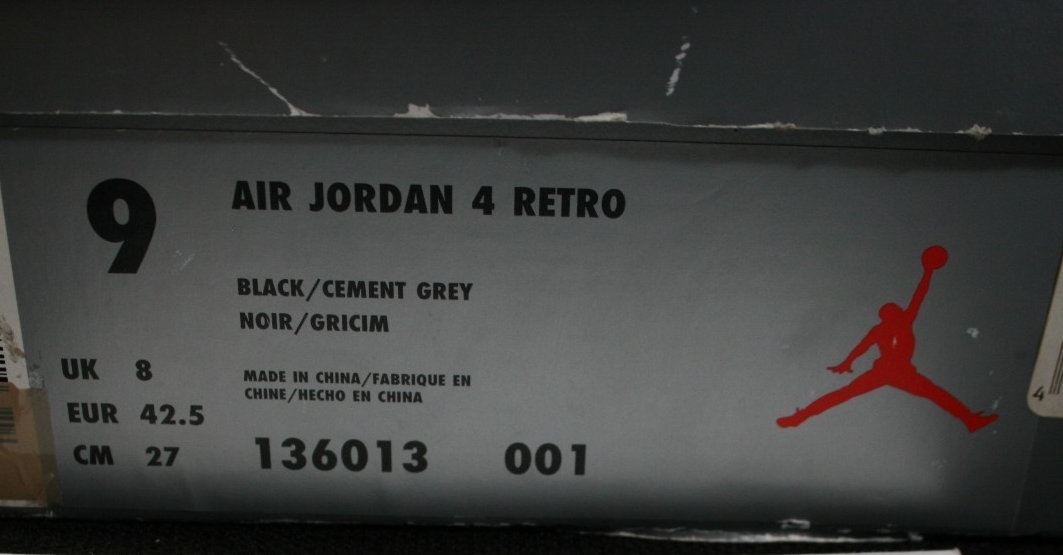 9
AIR JORDAN 4 RETRO
BLACK/CEMENT GREY
NOIR/GRICIM
UK 8
EUR 42.5
CM 27
MADE IN CHINA/FABRIQUE EN
CHINE/HECHO EN CHINA
136013 001
4